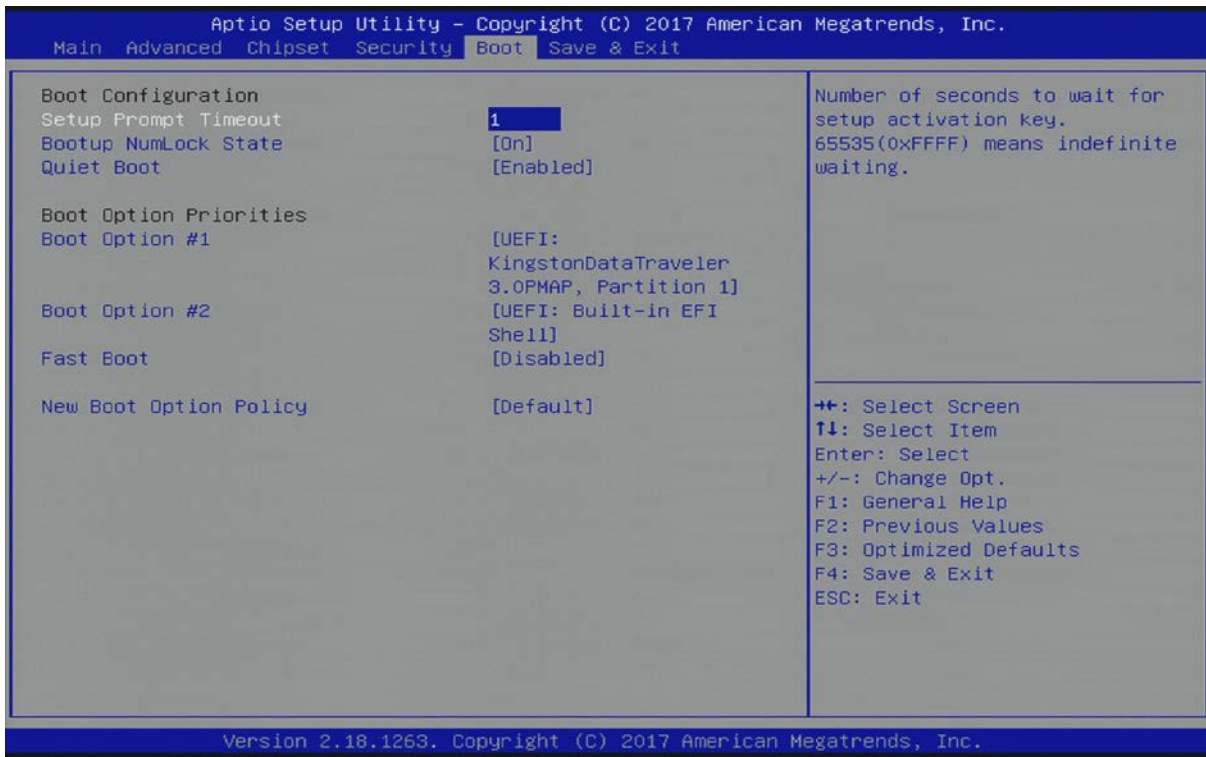 Aptio Setup Utility – Copyright (C) 2017 American Megatrends, Inc.
Main Advanced Chipset Security Boot Save & Exit
Boot Configuration
Setup Prompt Timeout 1
Bootup NumLock State [On]
Quiet Boot [Enabled]
Boot Option Priorities
Boot Option #1 [UEFI:
KingstonDataTraveler
3.0PMAP, Partition 1]
Boot Option #2 [UEFI: Built-in EFI
Shell]
Fast Boot [Disabled]
New Boot Option Policy [Default]
Number of seconds to wait for
setup activation key.
65535(0xFFFF) means indefinite
waiting.
→←: Select Screen
↑↓: Select Item
Enter: Select
+/-: Change Opt.
F1: General Help
F2: Previous Values
F3: Optimized Defaults
F4: Save & Exit
ESC: Exit
Version 2.18.1263. Copyright (C) 2017 American Megatrends, Inc.